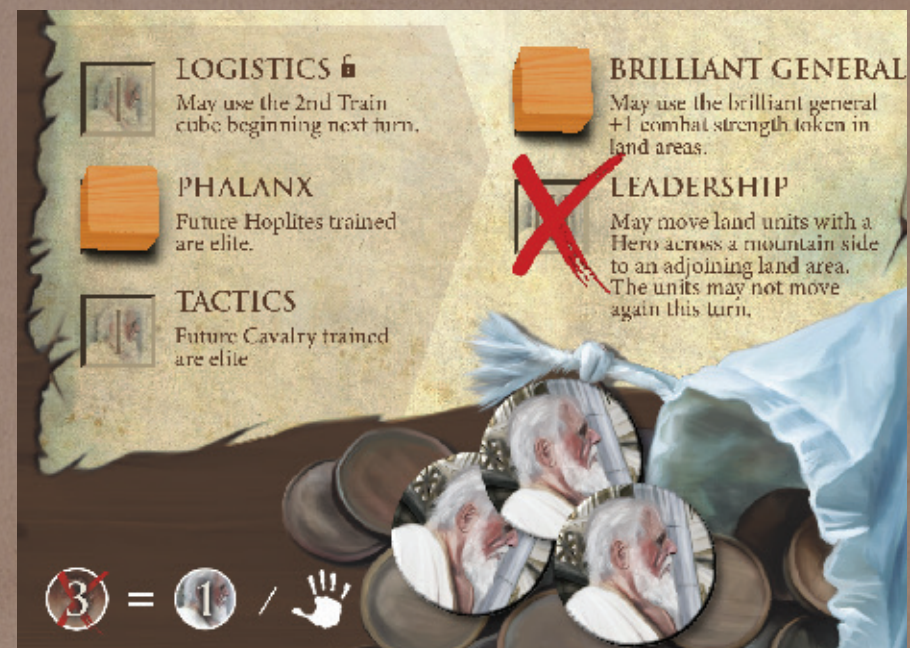 LOGISTICS
May use the 2nd Train
cube beginning next turn.
PHALANX
Future Hoplites trained
are elite.
TACTICS
Future Cavalry trained
are elite
BRILLIANT GENERAL
May use the brilliant general
+1 combat strength token in
land areas.
LEADERSHIP
May move land units with a
Hero across a mountain side
to an adjoining land area.
The units may not move
again this turn.
3 = 1 /